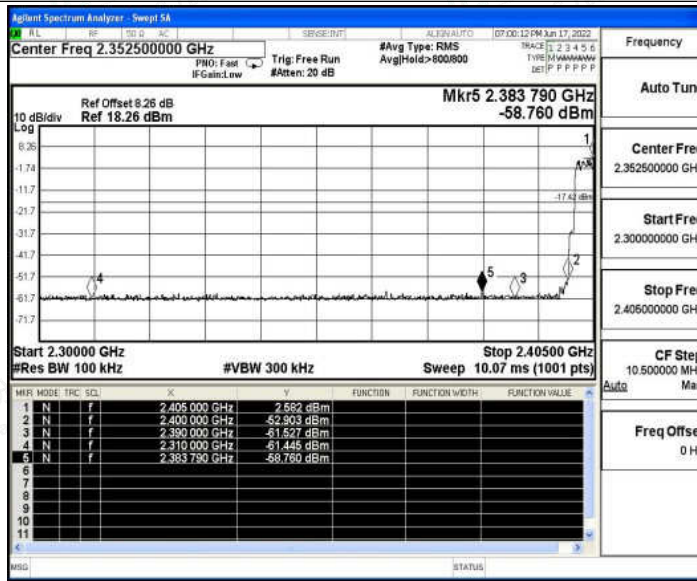 Agilent Spectrum Analyzer - Swept SA
RL RF 50 Ω AC SENSE:INT ALIGN AUTO 07:00:12 PM Jun 17, 2022
Center Freq 2.352500000 GHz
PNO: Fast
IFGain:Low
Trig: Free Run
#Atten: 20 dB
#Avg Type: RMS
Avg|Hold:>800/800
TRACE 1 2 3 4 5 6
TYPE M
DET P P P P P P
Ref Offset 8.26 dB
10 dB/div Ref 18.26 dBm
Log
Mkr5 2.383 790 GHz
-58.760 dBm
8.26
-1.74
-11.7
-21.7
-31.7
-41.7
-51.7
-61.7
-71.7
1
-17.42 dBm
2
3
4
5
Start 2.30000 GHz Stop 2.40500 GHz
#Res BW 100 kHz #VBW 300 kHz Sweep 10.07 ms (1001 pts)
MKR MODE TRC SCL X Y FUNCTION FUNCTION WIDTH FUNCTION VALUE
1 N f 2.405 000 GHz 2.582 dBm
2 N f 2.400 000 GHz -52.903 dBm
3 N f 2.390 000 GHz -61.527 dBm
4 N f 2.310 000 GHz -61.445 dBm
5 N f 2.383 790 GHz -58.760 dBm
6
7
8
9
10
11
MSG STATUS
Frequency
Auto Tun
Center Fre
2.352500000 GH
Start Fre
2.300000000 GH
Stop Fre
2.405000000 GH
CF Step
10.500000 MH
Auto Ma
Freq Offse
0 H